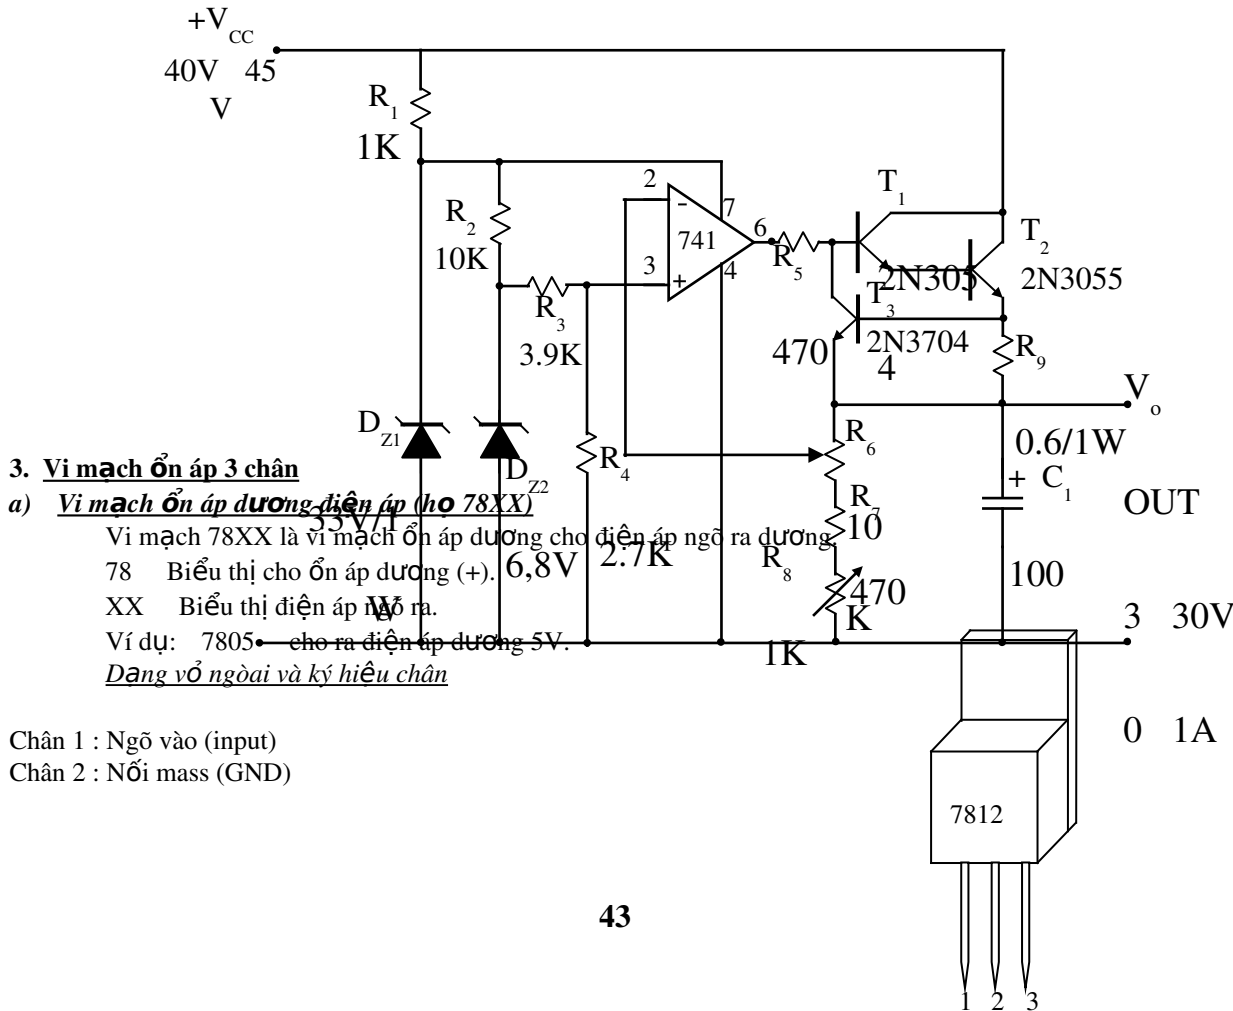 +VCC
40V 45
V
R1
1K
2
-
7
741
6
3
+
4
R2
10K
R3
3.9K
R5
470
T1
2N305
4
T2
2N3055
T3
2N3704
R9
0.6/1W
Vo
DZ1
33V/1
W
DZ2
6,8V
R4
2.7K
R6
10
K
R7
470
R8
1K
+ C1
100
OUT
3 30V
0 1A
3. Vi mạch ổn áp 3 chân
a) Vi mạch ổn áp dương điện áp (họ 78XX)
Vi mạch 78XX là vi mạch ổn áp dương cho điện áp ngõ ra dương.
78 Biểu thị cho ổn áp dương (+).
XX Biểu thị điện áp ngõ ra.
Ví dụ: 7805 cho ra điện áp dương 5V.
Dạng vỏ ngòai và ký hiệu chân
Chân 1 : Ngõ vào (input)
Chân 2 : Nối mass (GND)
7812
1 2 3
43